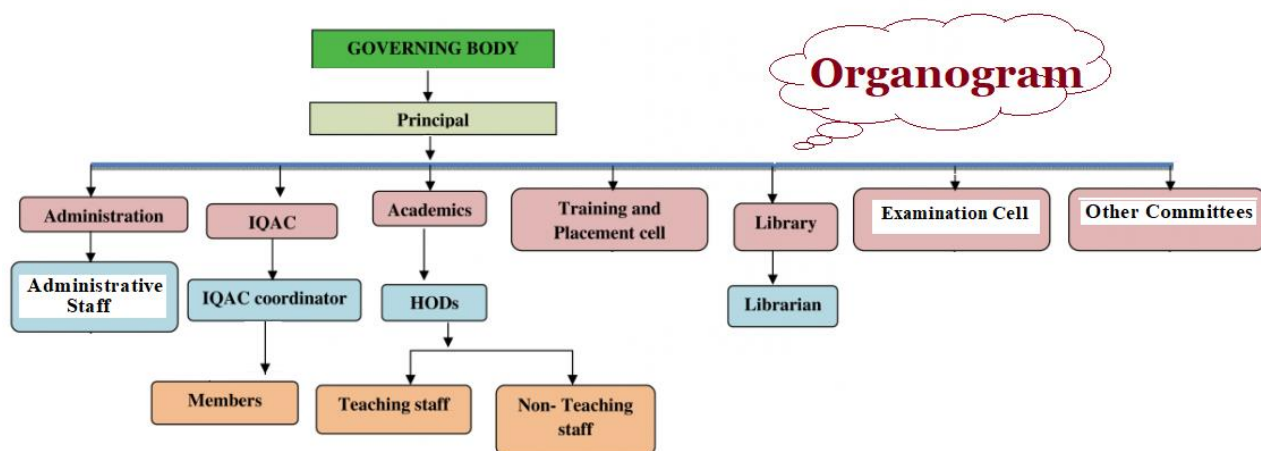 GOVERNING BODY
Organogram
Principal
Administration
IQAC
Academics
Training and
Placement cell
Library
Examination Cell
Other Committees
Administrative
Staff
IQAC coordinator
HODs
Librarian
Members
Teaching staff
Non- Teaching
staff